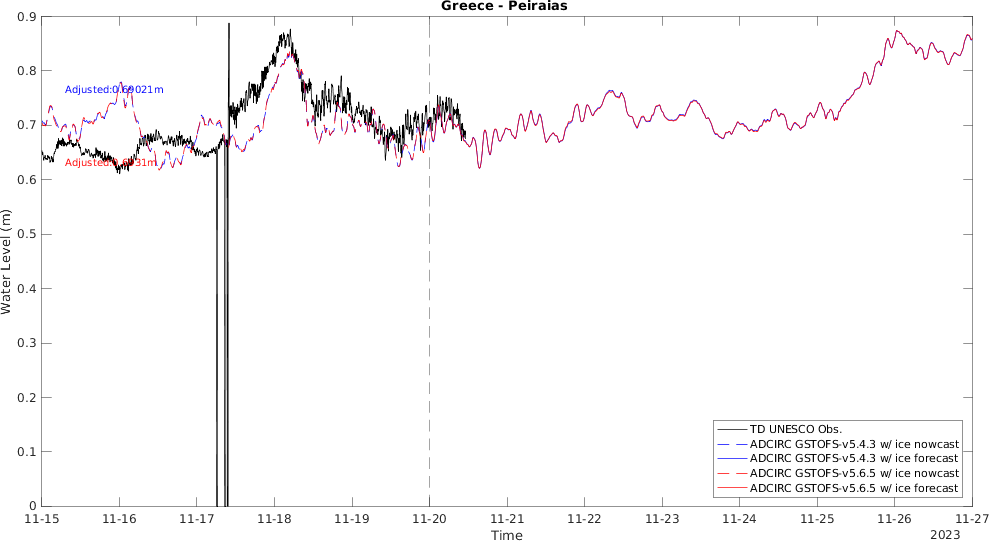 Greece - Peiraias
0.9
0.8
0.7
0.6
0.5
0.4
0.3
0.2
0.1
0
Water Level (m)
Adjusted:0.69021m
TD UNESCO Obs.
ADCIRC GSTOFS-v5.4.3 w/ ice nowcast
ADCIRC GSTOFS-v5.4.3 w/ ice forecast
ADCIRC GSTOFS-v5.6.5 w/ ice nowcast
ADCIRC GSTOFS-v5.6.5 w/ ice forecast
11-15 11-16 11-17 11-18 11-19 11-20 11-21 11-22 11-23 11-24 11-25 11-26 11-27
Time
2023